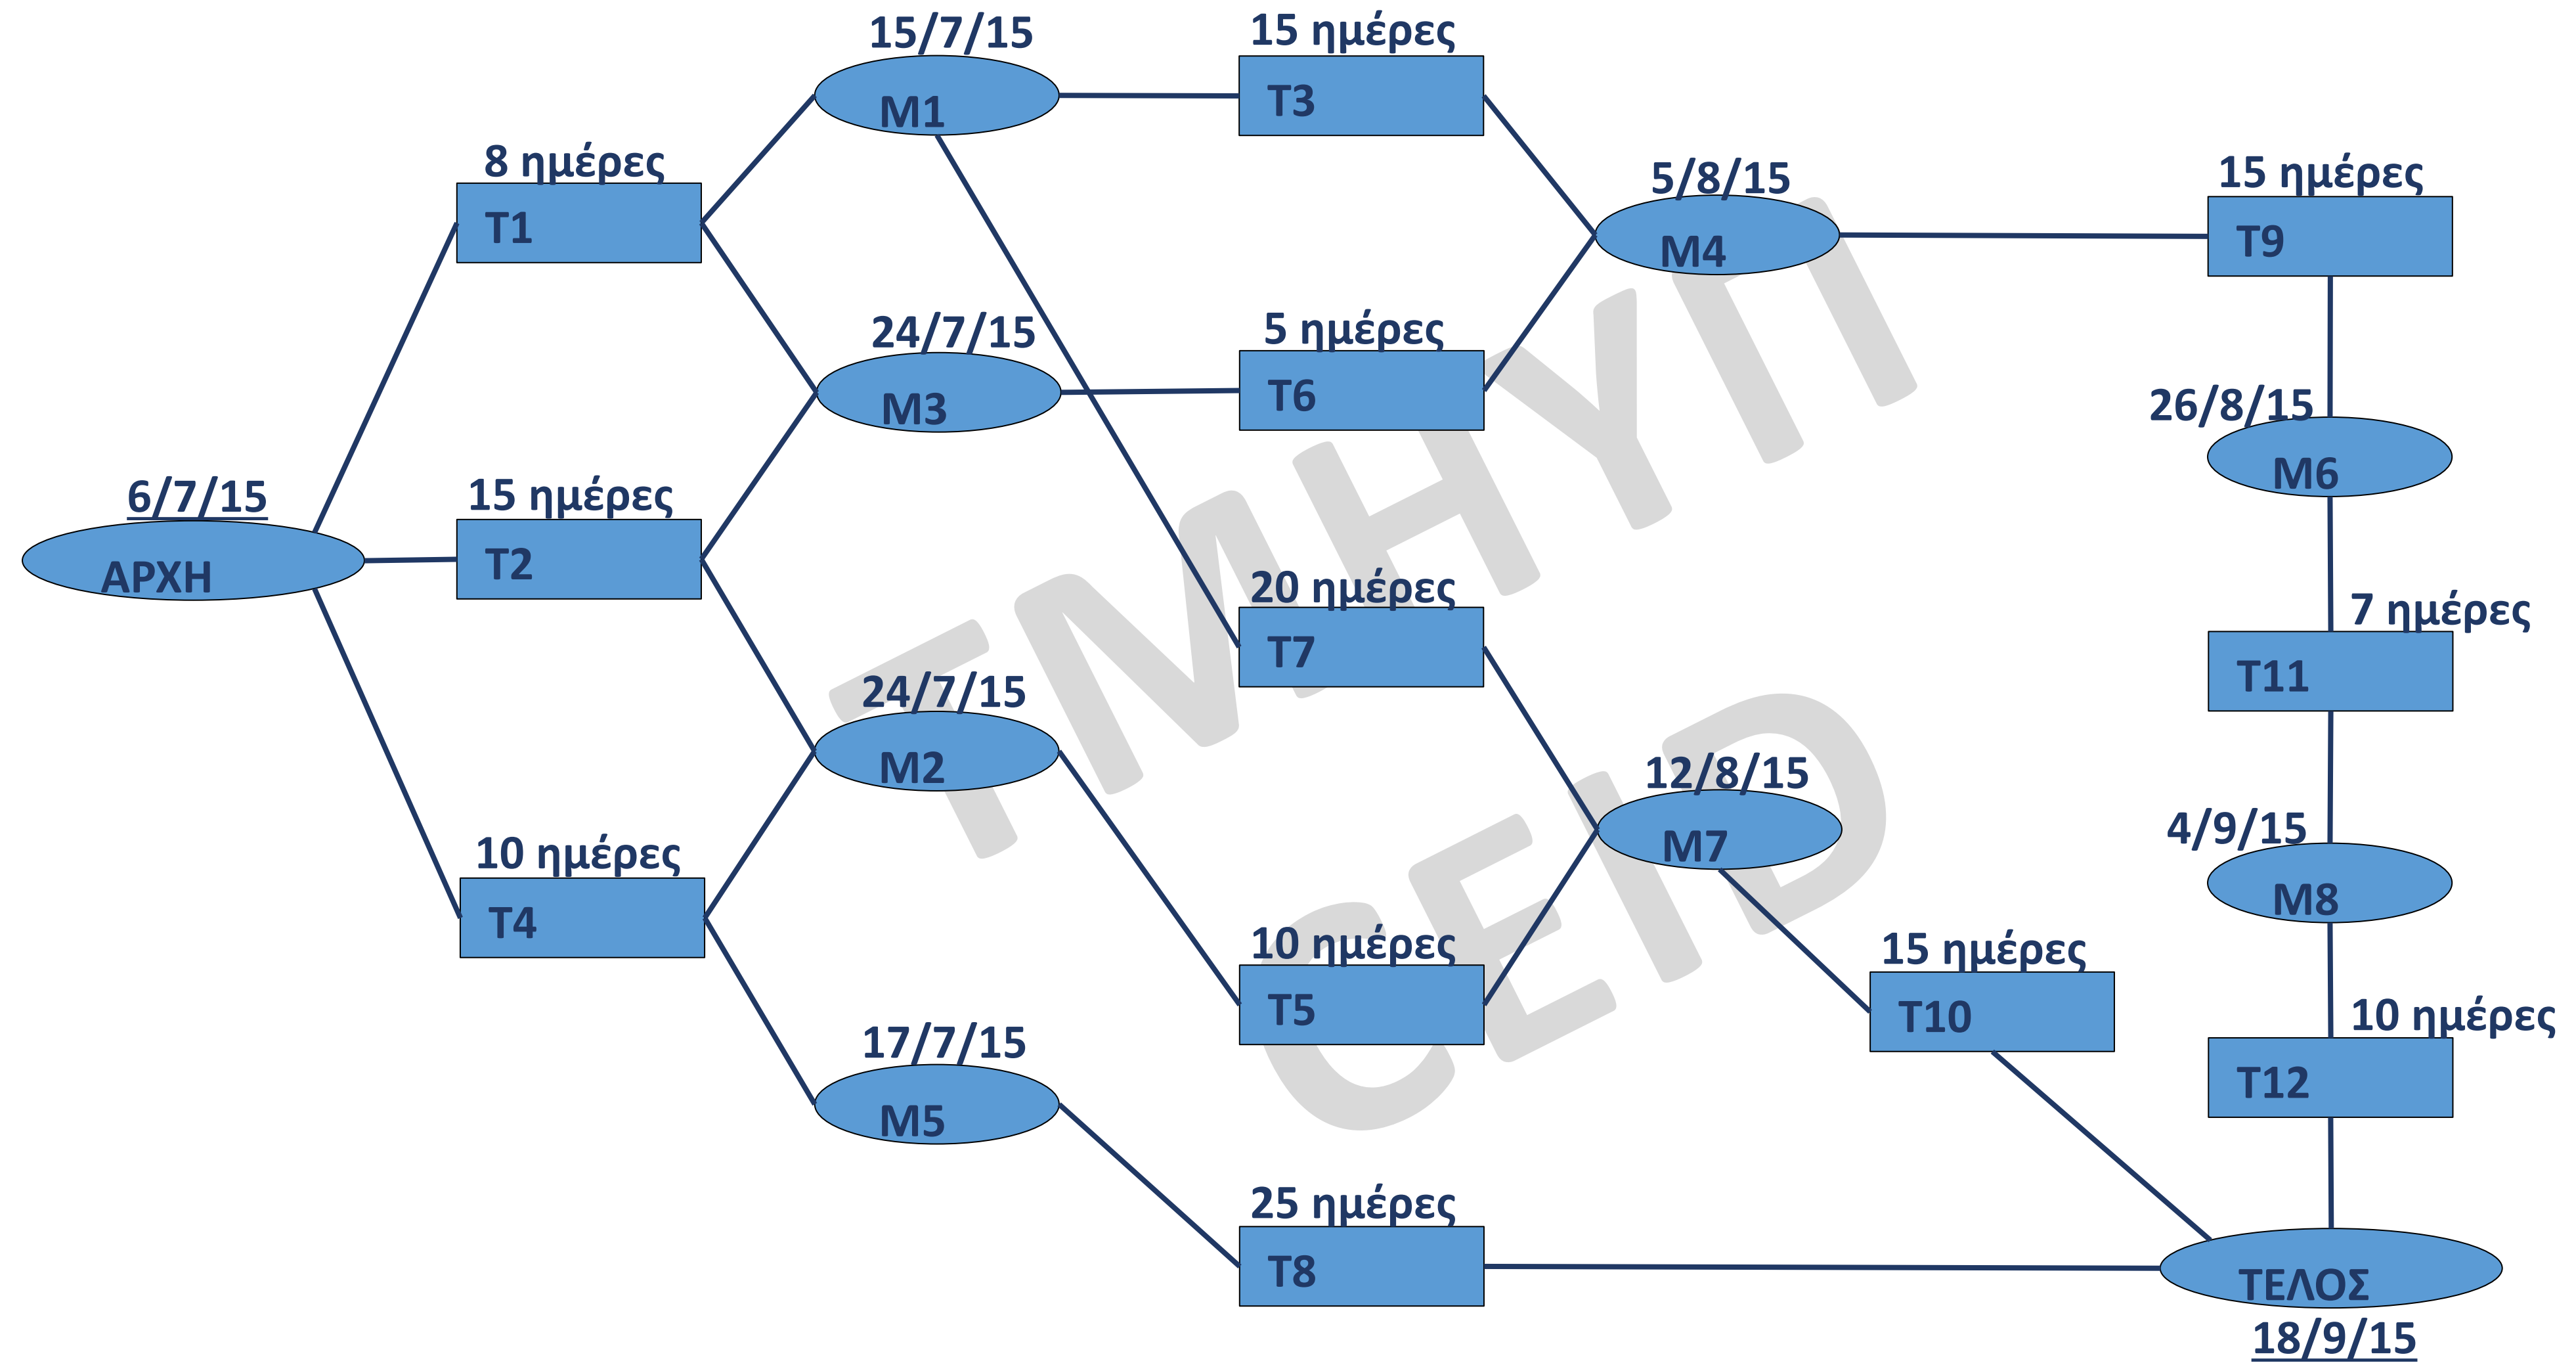 15/7/15
M1
15 ημέρες
T3
8 ημέρες
T1
5/8/15
M4
15 ημέρες
T9
24/7/15
M3
5 ημέρες
T6
26/8/15
M6
6/7/15
ΑΡΧΗ
15 ημέρες
T2
20 ημέρες
T7
7 ημέρες
T11
24/7/15
M2
12/8/15
M7
10 ημέρες
T4
10 ημέρες
T5
4/9/15
M8
15 ημέρες
T10
10 ημέρες
T12
17/7/15
M5
25 ημέρες
T8
ΤΕΛΟΣ
18/9/15
ΤΜΗΥΠ
CEID